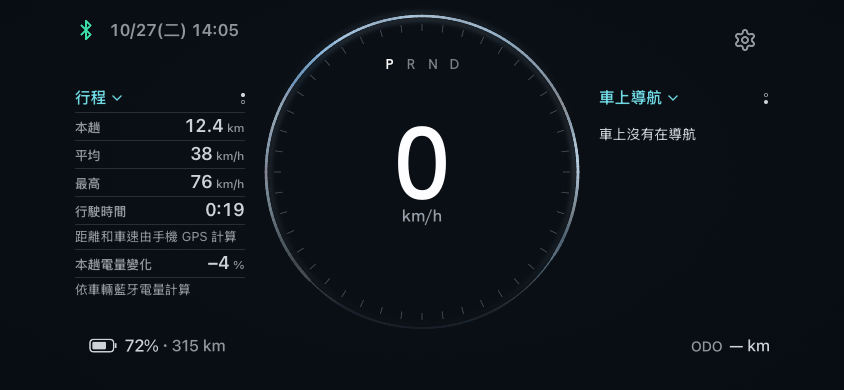 10/27(二) 14:05
P R N D
行程
本趟 12.4 km
平均 38 km/h
最高 76 km/h
行駛時間 0:19
距離和車速由手機 GPS 計算
本趟電量變化 –4 %
依車輛藍牙電量計算
0
km/h
車上導航
車上沒有在導航
72% · 315 km
ODO — km